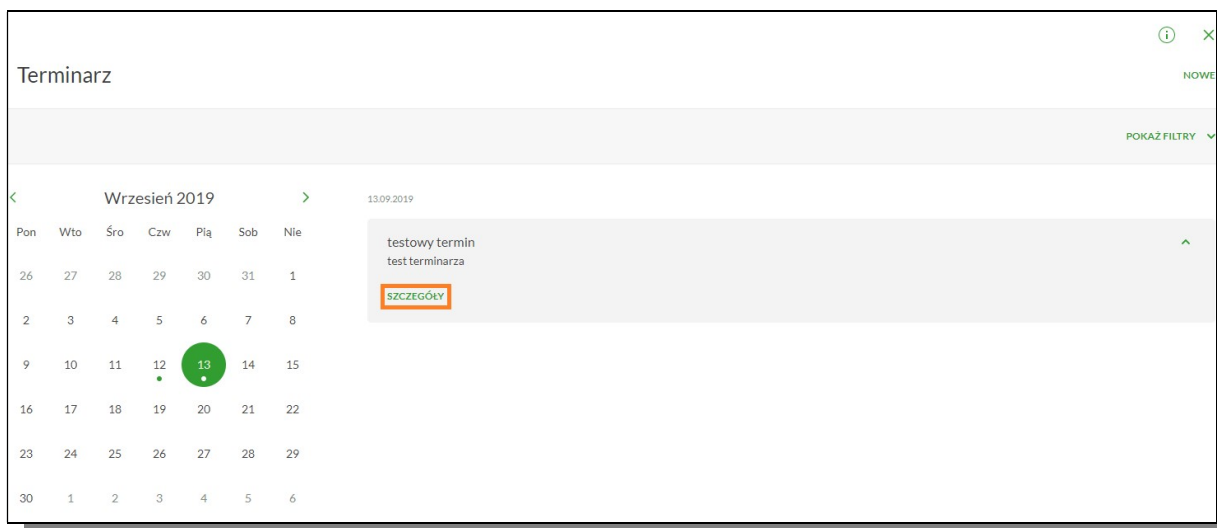 Terminarz
NOWE
POKAŻ FILTRY
Wrzesień 2019
Pon Wto Śro Czw Pią Sob Nie
26 27 28 29 30 31 1
2 3 4 5 6 7 8
9 10 11 12 13 14 15
16 17 18 19 20 21 22
23 24 25 26 27 28 29
30 1 2 3 4 5 6
13.09.2019
testowy termin
test terminarza
SZCZEGÓŁY